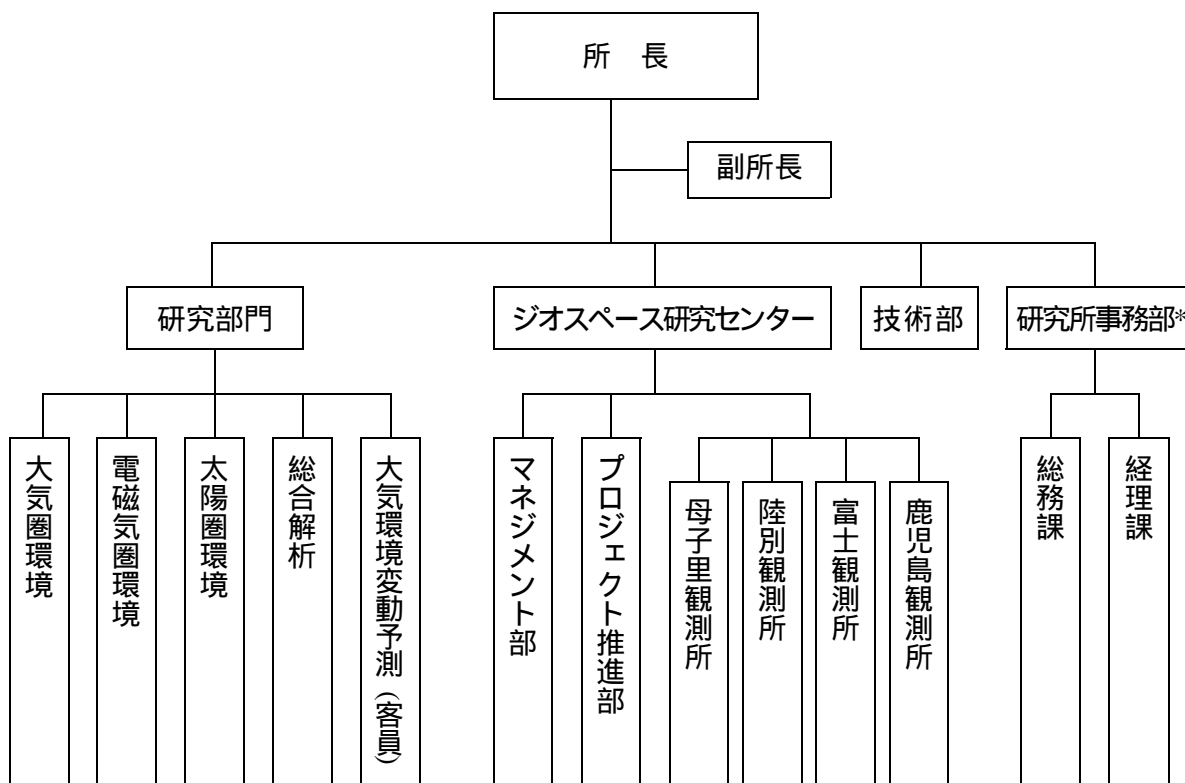 所　長
副所長
研究部門
ジオスペース研究センター
技術部
研究所事務部*
大気圏環境
電磁気圏環境
太陽圏環境
総合解析
大気環境変動予測（客員）
マネジメント部
プロジェクト推進部
母子里観測所
陸別観測所
富士観測所
鹿児島観測所
総務課
経理課